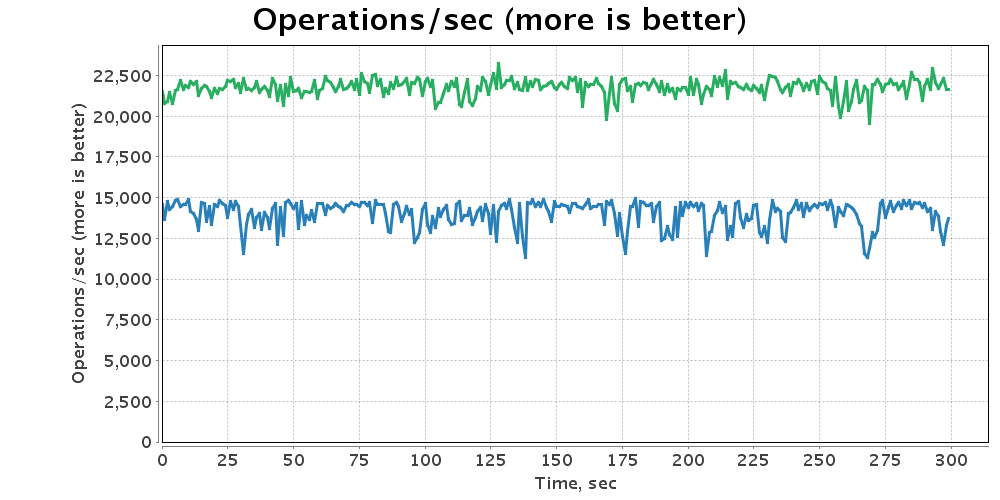 Operations/sec (more is better)
Operations/sec (more is better)
22,500
20,000
17,500
15,000
12,500
10,000
7,500
5,000
2,500
0
0 25 50 75 100 125 150 175 200 225 250 275 300
Time, sec